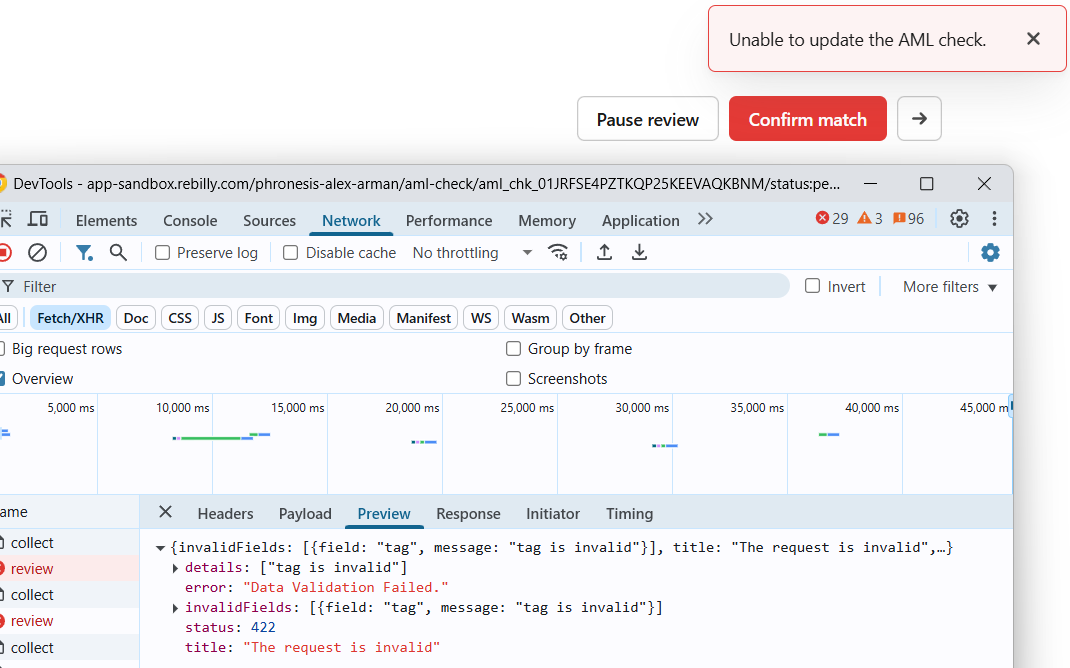 Unable to update the AML check.
Pause review Confirm match
DevTools - app-sandbox.rebilly.com/phronesis-alex-arman/aml-check/aml_chk_01JRFSE4PZTKQP25KEEVAQKBNM/status:pe...
Elements Console Sources Network Performance Memory Application 29 3 96
Preserve log Disable cache No throttling
Filter Invert More filters
All Fetch/XHR Doc CSS JS Font Img Media Manifest WS Wasm Other
Big request rows Group by frame
Overview Screenshots
5,000 ms 10,000 ms 15,000 ms 20,000 ms 25,000 ms 30,000 ms 35,000 ms 40,000 ms 45,000 m
ame Headers Payload Preview Response Initiator Timing
collect
review
collect
review
collect
{invalidFields: [{field: "tag", message: "tag is invalid"}], title: "The request is invalid",…}
details: ["tag is invalid"]
error: "Data Validation Failed."
invalidFields: [{field: "tag", message: "tag is invalid"}]
status: 422
title: "The request is invalid"